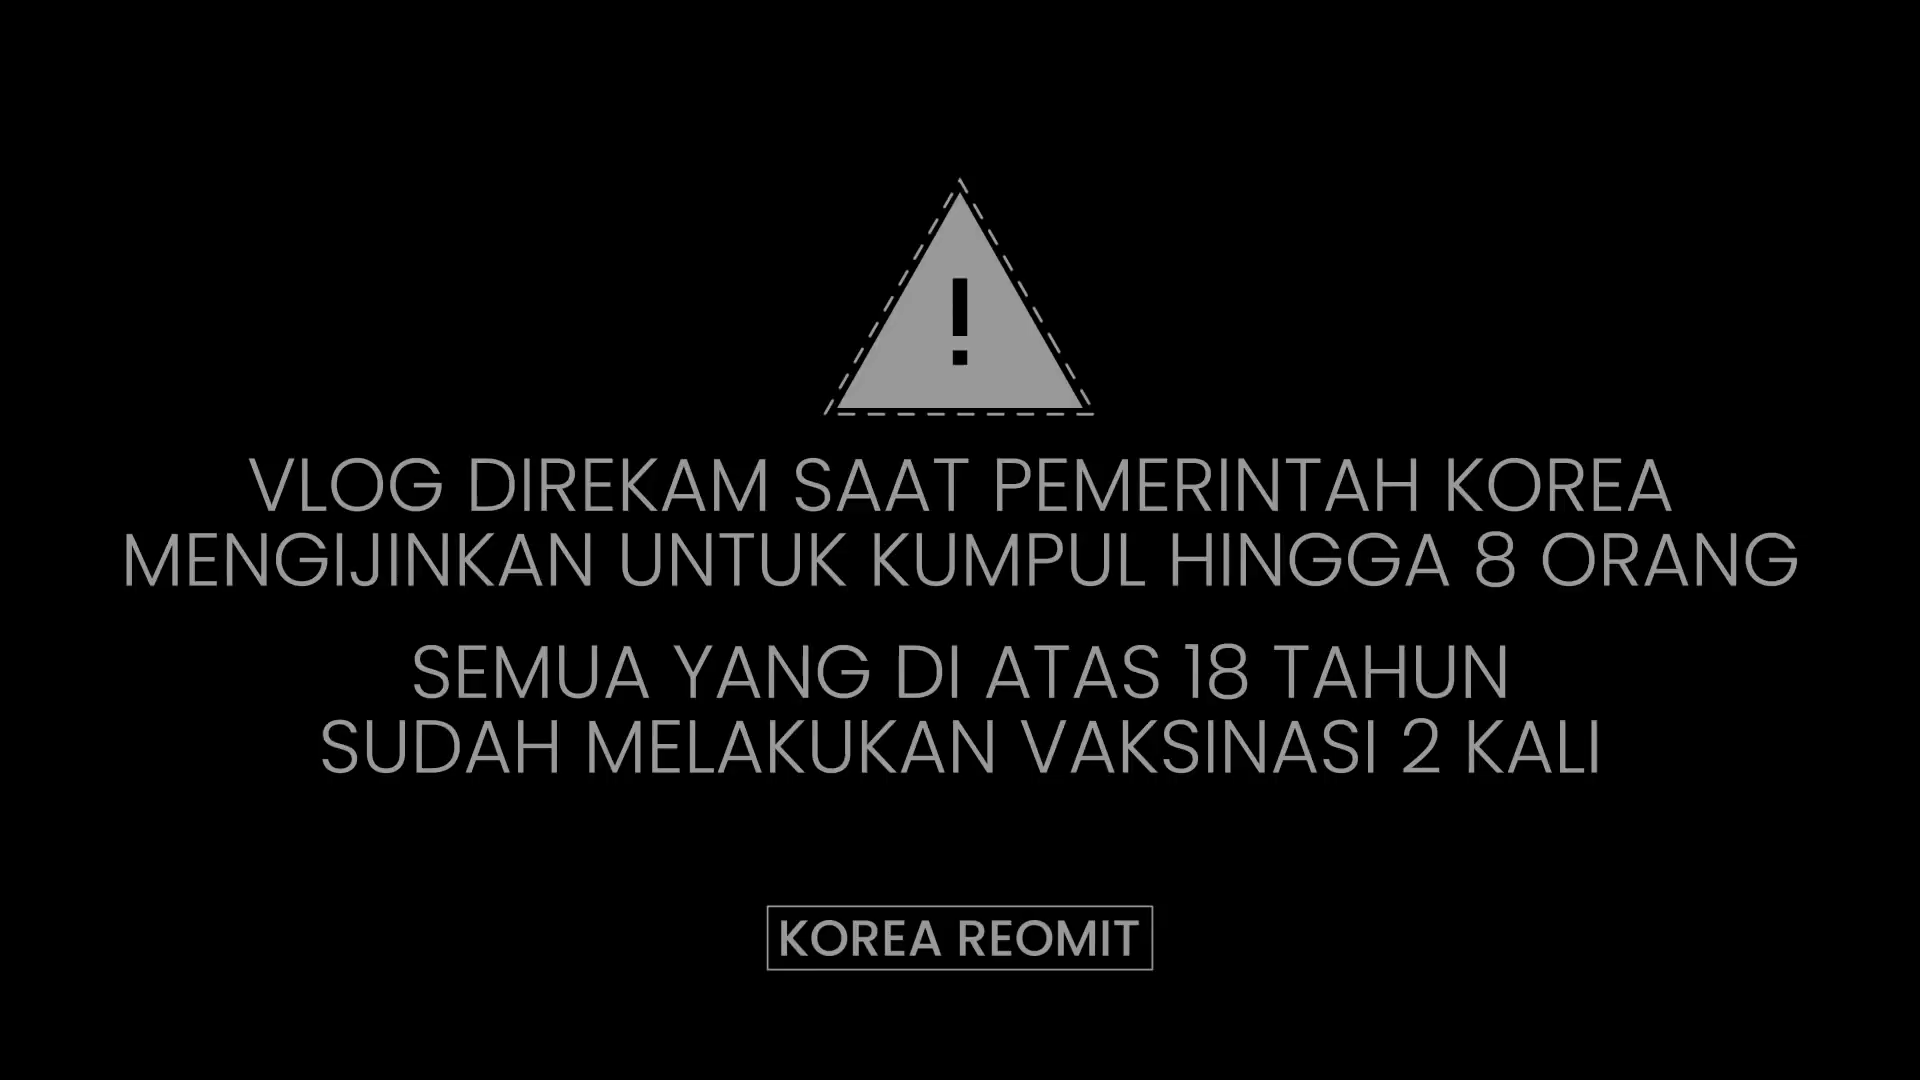 !
VLOG DIREKAM SAAT PEMERINTAH KOREA
MENGIJINKAN UNTUK KUMPUL HINGGA 8 ORANG
SEMUA YANG DI ATAS 18 TAHUN
SUDAH MELAKUKAN VAKSINASI 2 KALI
KOREA REOMIT